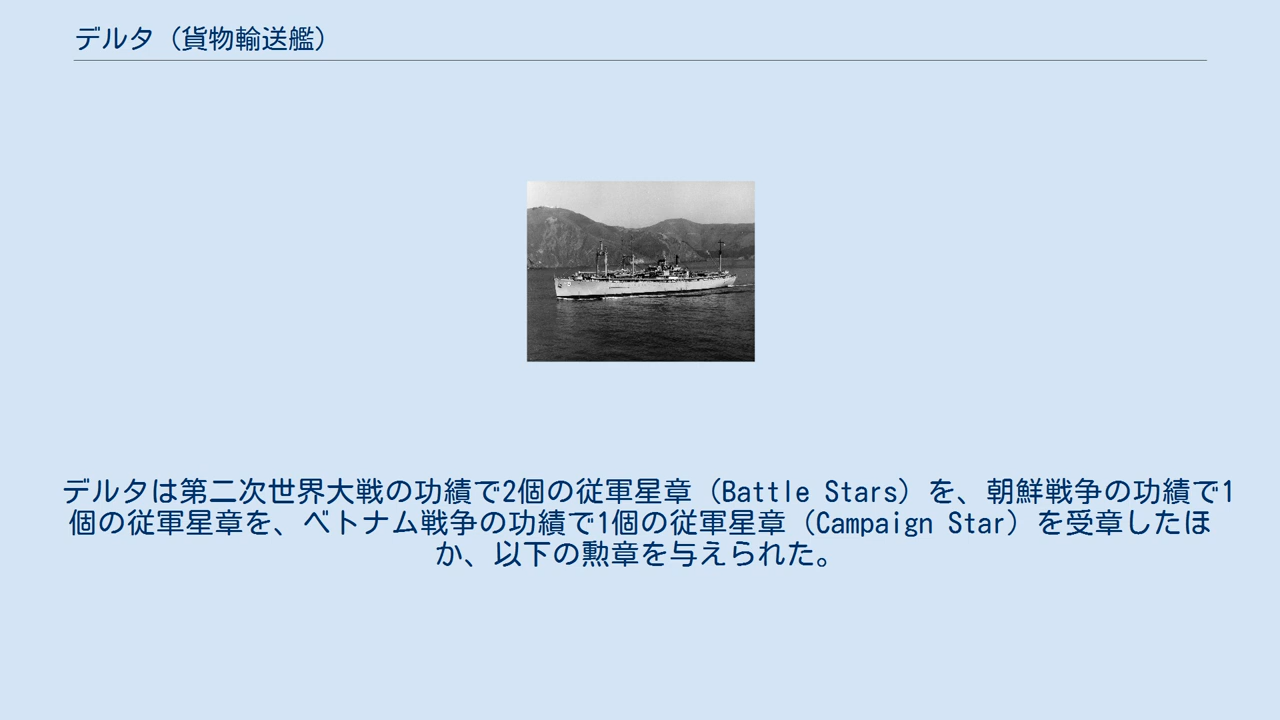 デルタ（貨物輸送艦）
デルタは第二次世界大戦の功績で2個の従軍星章（Battle Stars）を、朝鮮戦争の功績で1
個の従軍星章を、ベトナム戦争の功績で1個の従軍星章（Campaign Star）を受章したほ
か、以下の勲章を与えられた。